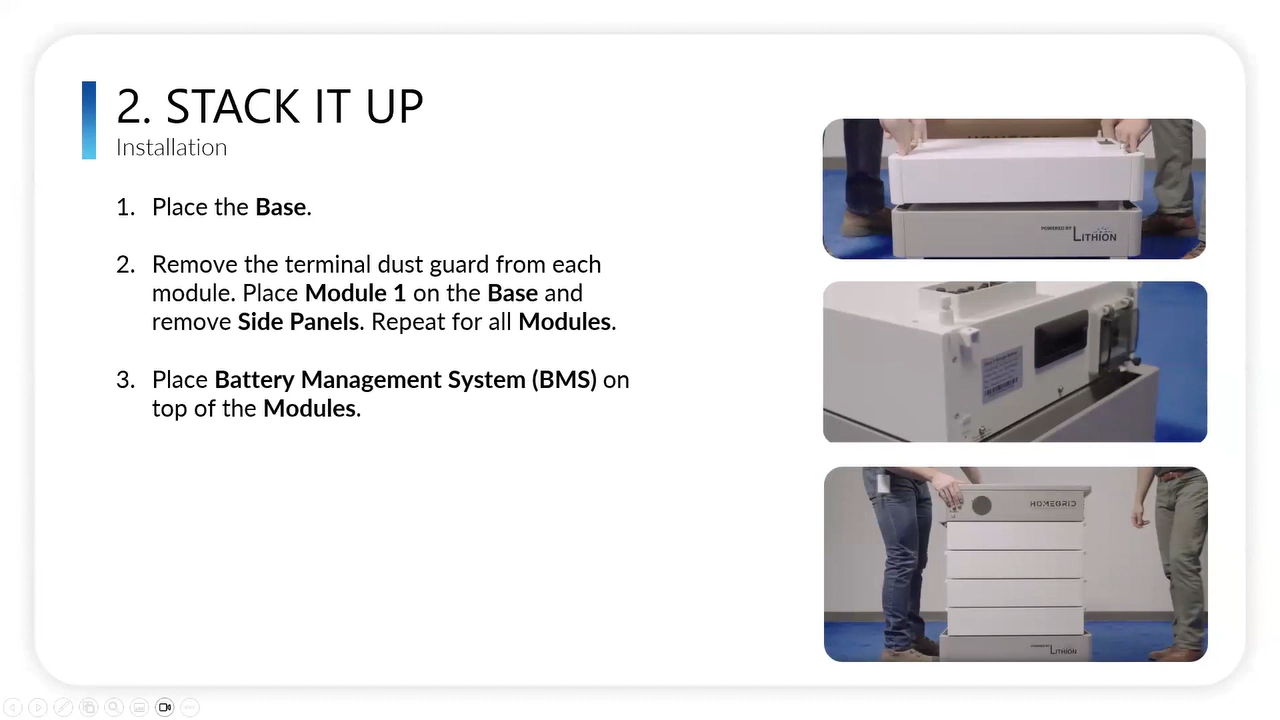 2. STACK IT UP
Installation
1. Place the Base.
2. Remove the terminal dust guard from each
module. Place Module 1 on the Base and
remove Side Panels. Repeat for all Modules.
3. Place Battery Management System (BMS) on
top of the Modules.
POWERED BY LITHION
HOMEGRID
POWERED BY LITHION